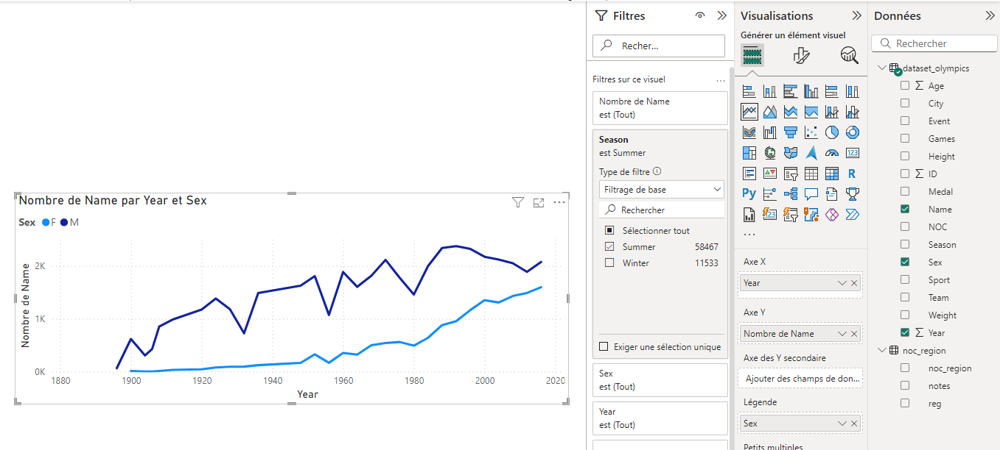 Nombre de Name par Year et Sex
Sex F M
Nombre de Name
2K
1K
0K
1880 1900 1920 1940 1960 1980 2000 2020
Year
Filtres
Recher...
Filtres sur ce visuel
Nombre de Name
est (Tout)
Season
est Summer
Type de filtre
Filtrage de base
Rechercher
Sélectionner tout
Summer 58467
Winter 11533
Exiger une sélection unique
Sex
est (Tout)
Year
est (Tout)
Visualisations
Générer un élément visuel
123
R
Py
123
Axe X
Year
Axe Y
Nombre de Name
Axe des Y secondaire
Ajouter des champs de don...
Légende
Sex
Petits multiples
Données
Rechercher
dataset_olympics
Σ Age
City
Event
Games
Height
Σ ID
Medal
Name
NOC
Season
Sex
Sport
Team
Weight
Σ Year
noc_region
noc_region
notes
reg